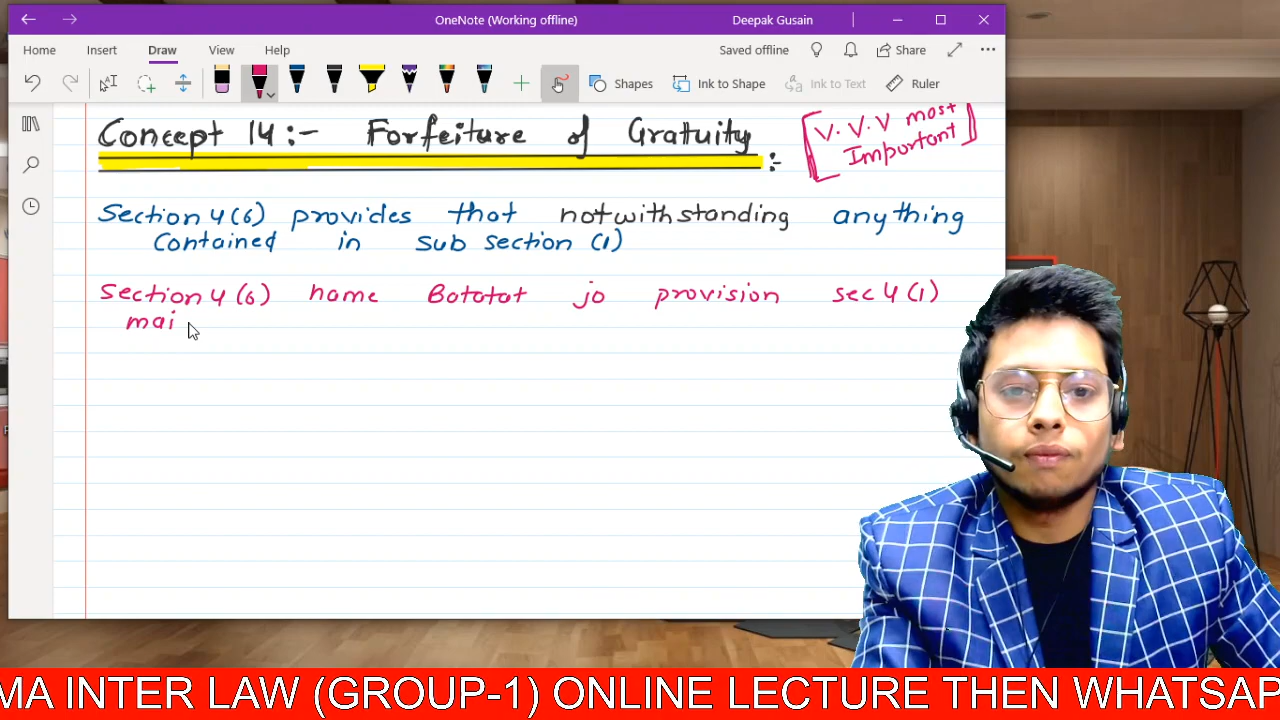 OneNote (Working offline)
Deepak Gusain
Home
Insert
Draw
View
Help
Saved offline
Share
Shapes
Ink to Shape
Ink to Text
Ruler
Concept 14:- Forfeiture of Gratuity :-
V. V. V most
Important
Section 4(6) provides that notwithstanding anything
Contained in sub section (1)
Section 4(6) hame Batatat jo provision sec 4(1)
mai
MA INTER LAW (GROUP-1) ONLINE LECTURE THEN WHATSAP